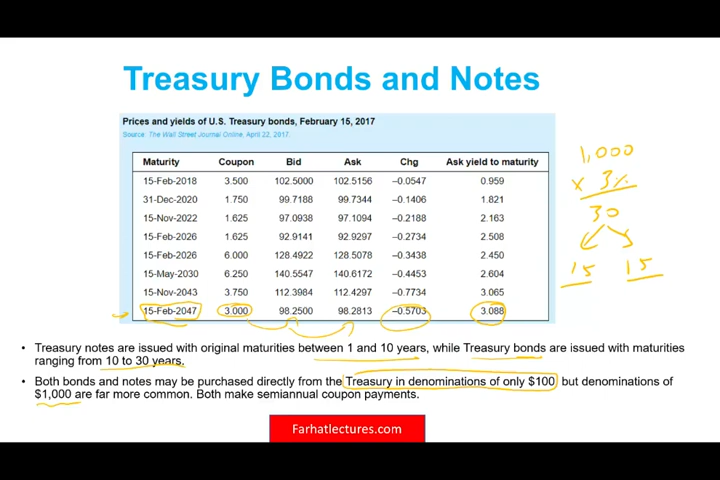 Treasury Bonds and Notes
Prices and yields of U.S. Treasury bonds, February 15, 2017
Source: The Wall Street Journal Online, April 22, 2017.
Maturity Coupon Bid Ask Chg Ask yield to maturity
15-Feb-2018 3.500 102.5000 102.5156 −0.0547 0.959
31-Dec-2020 1.750 99.7188 99.7344 −0.1406 1.821
15-Nov-2022 1.625 97.0938 97.1094 −0.2188 2.163
15-Feb-2026 1.625 92.9141 92.9297 −0.2734 2.508
15-Feb-2026 6.000 128.4922 128.5078 −0.3438 2.450
15-May-2030 6.250 140.5547 140.6172 −0.4453 2.604
15-Nov-2043 3.750 112.3984 112.4297 −0.7734 3.065
15-Feb-2047 3.000 98.2500 98.2813 −0.5703 3.088
1,000
x 3%
30
15 15
• Treasury notes are issued with original maturities between 1 and 10 years, while Treasury bonds are issued with maturities
ranging from 10 to 30 years.
• Both bonds and notes may be purchased directly from the Treasury in denominations of only $100 but denominations of
$1,000 are far more common. Both make semiannual coupon payments.
Farhatlectures.com